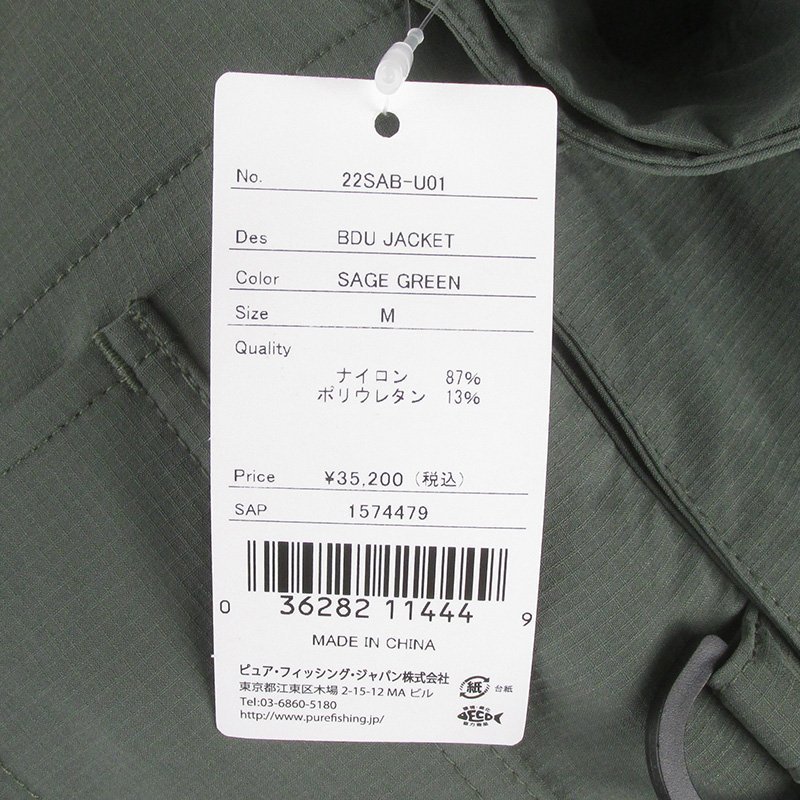 No. 22SAB-U01
Des BDU JACKET
Color SAGE GREEN
Size M
Quality
ナイロン 87%
ポリウレタン 13%
Price ¥35,200 (税込)
SAP 1574479
0 36282 11444 9
MADE IN CHINA
ピュア・フィッシング・ジャパン株式会社
東京都江東区木場 2-15-12 MA ビル
Tel:03-6860-5180
http://www.purefishing.jp/
紙 台紙
ECO